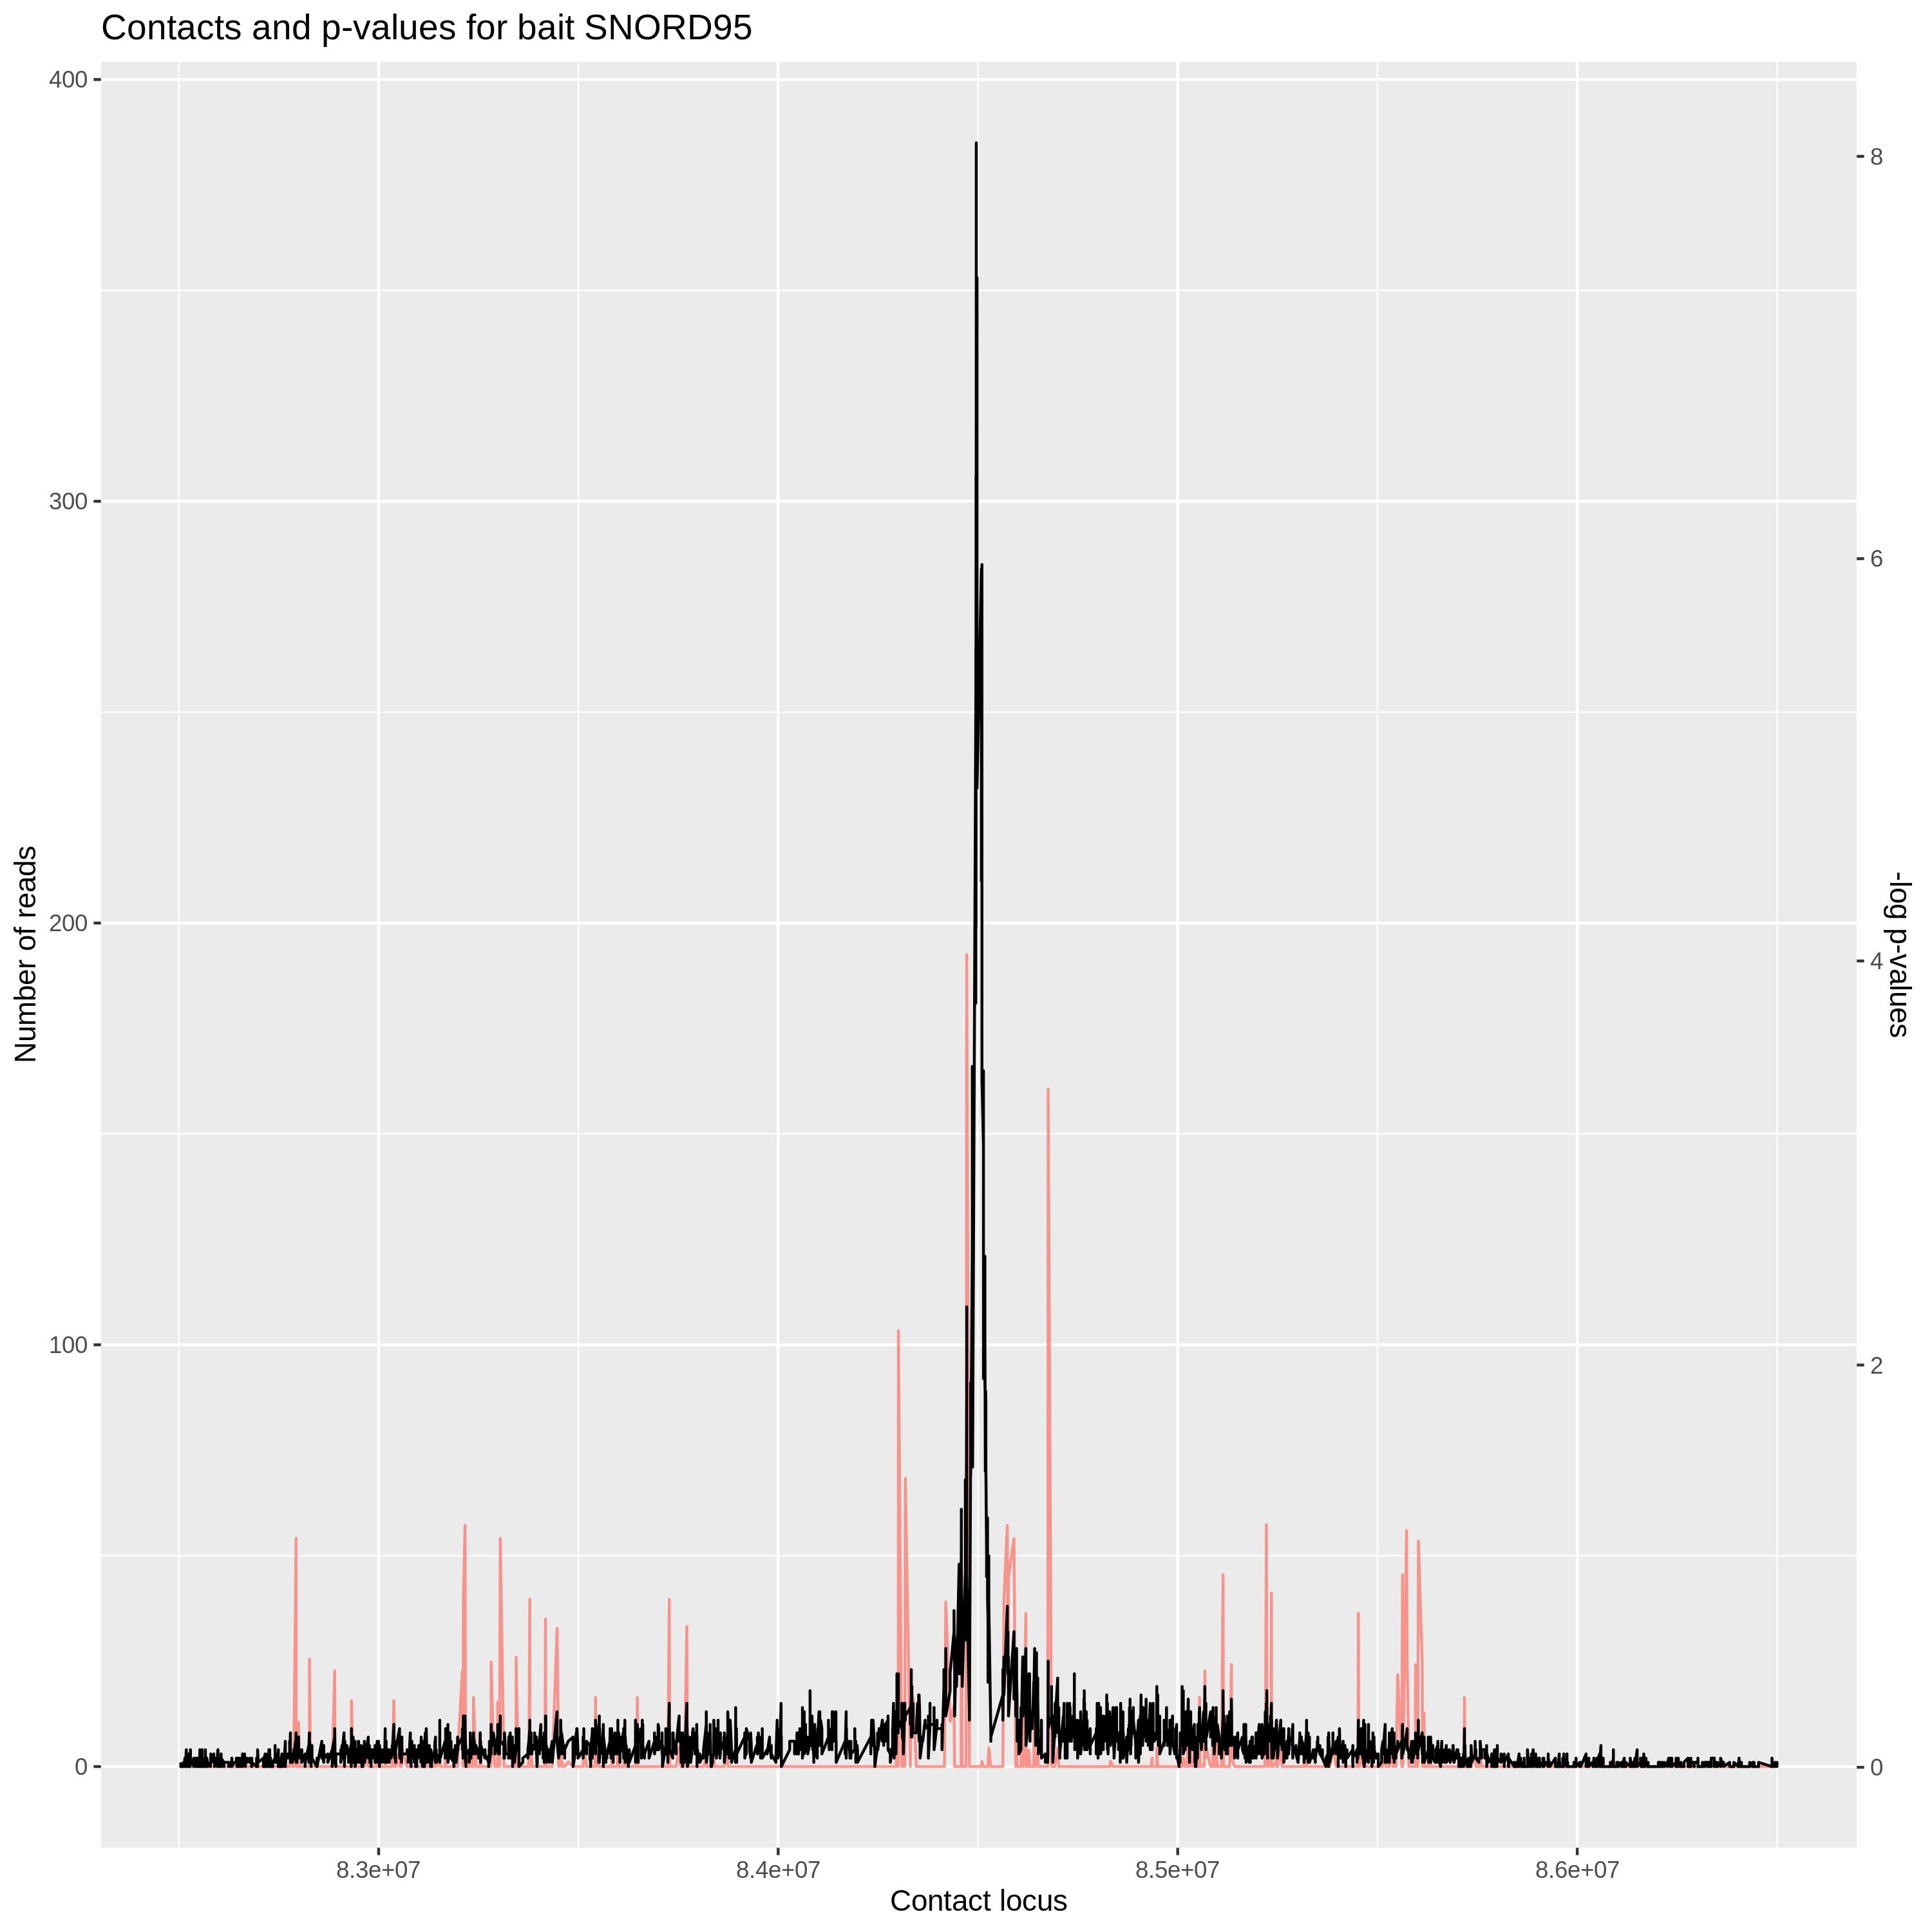 Contacts and p-values for bait SNORD95
400
300
200
100
0
Number of reads
8
6
4
2
0
-log p-values
8.3e+07
8.4e+07
8.5e+07
8.6e+07
Contact locus